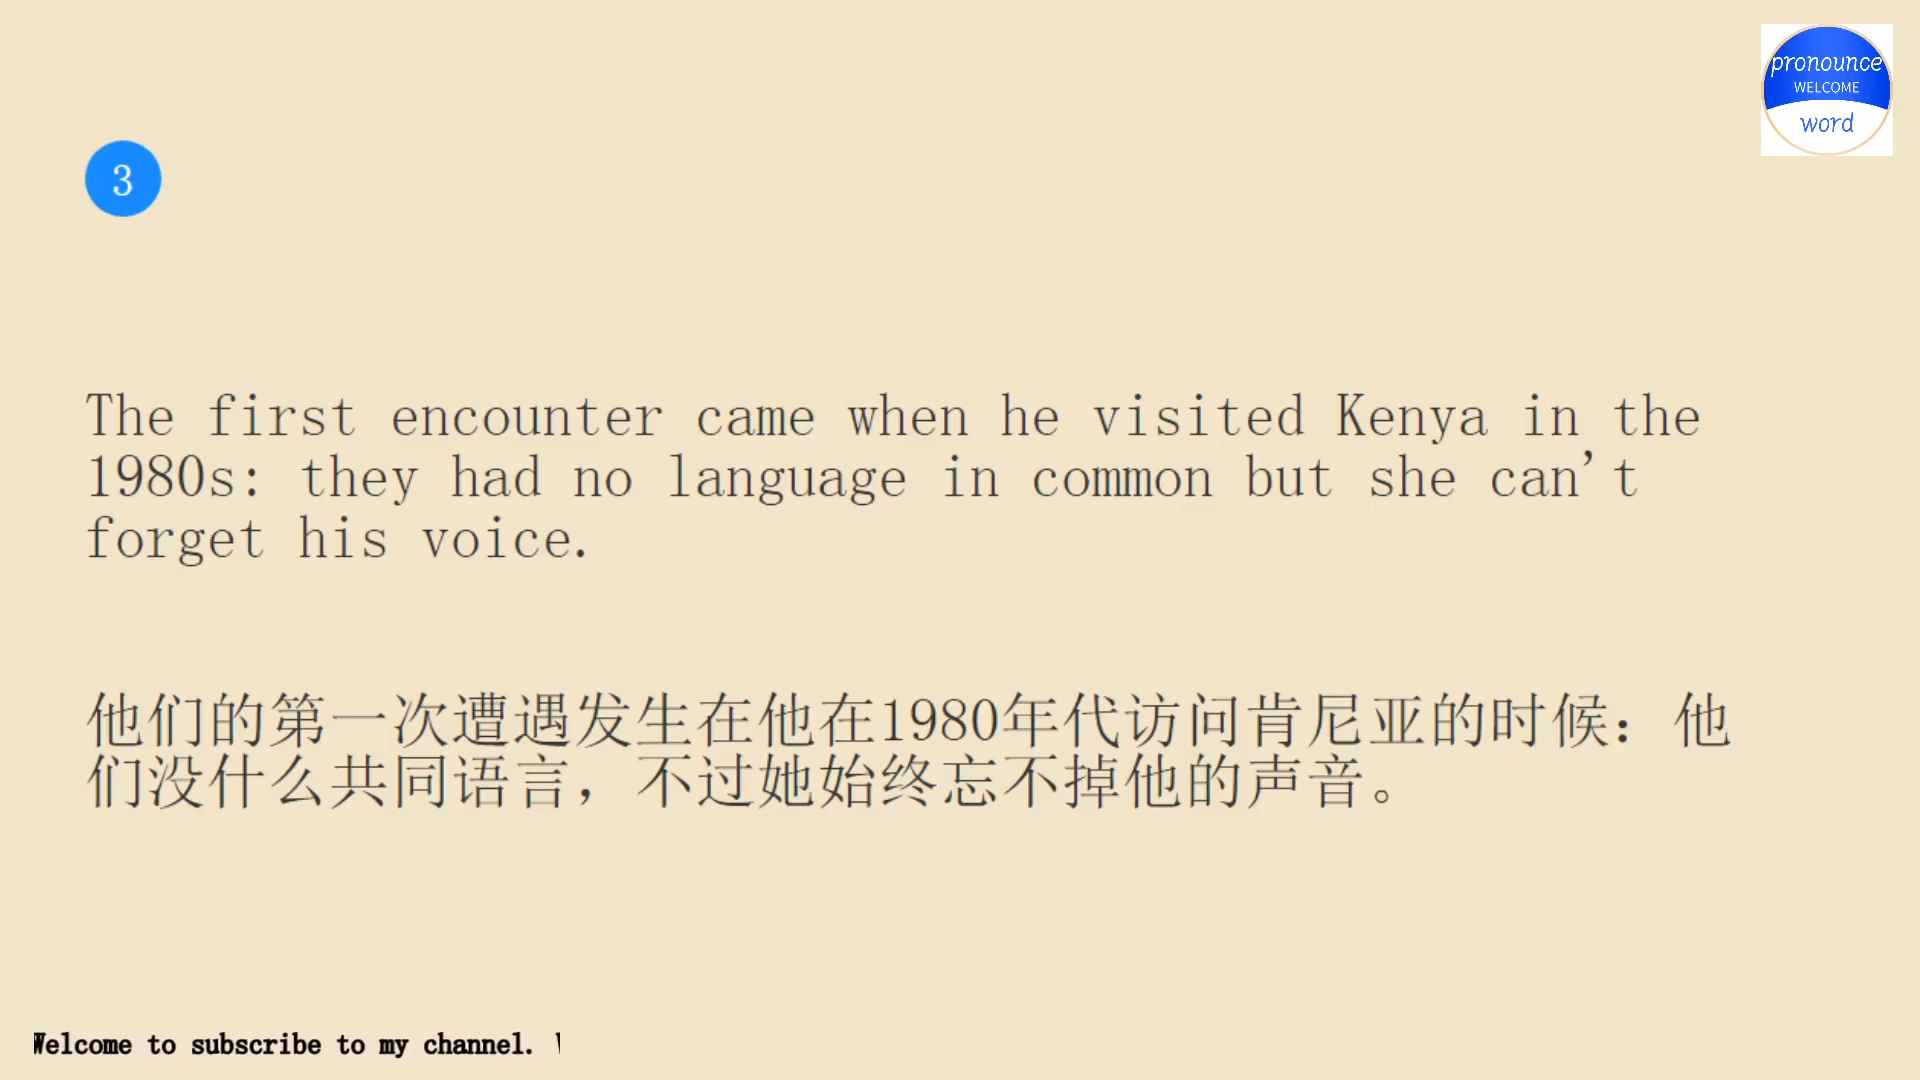 pronounce
WELCOME
word
3
The first encounter came when he visited Kenya in the
1980s: they had no language in common but she can't
forget his voice.
他们的第一次遭遇发生在他在1980年代访问肯尼亚的时候：他
们没什么共同语言，不过她始终忘不掉他的声音。
Welcome to subscribe to my channel.